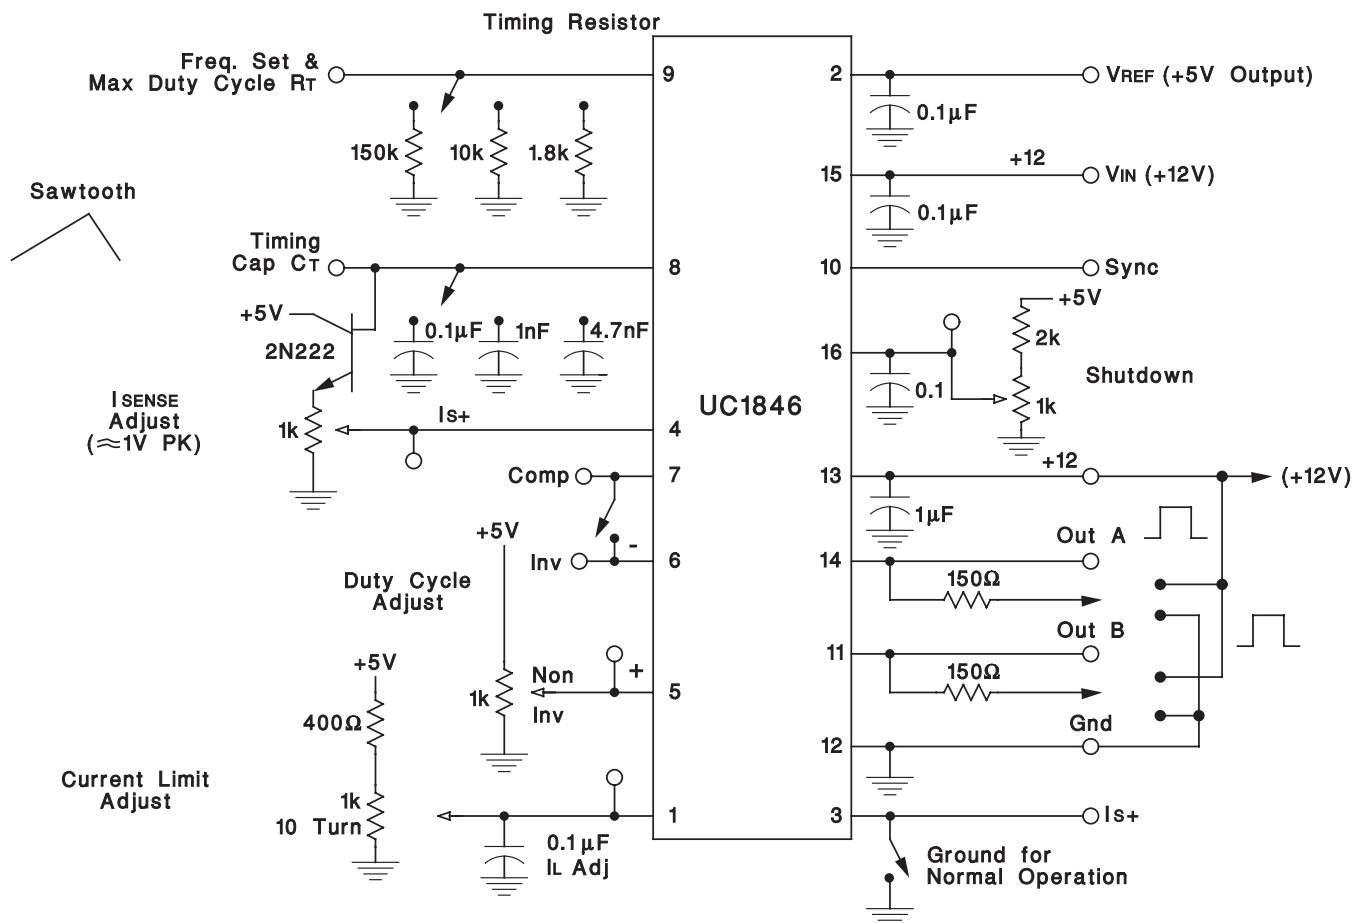 Timing Resistor
Freq. Set &
Max Duty Cycle RT
9
2
VREF (+5V Output)
0.1µF
150k
10k
1.8k
15
+12
VIN (+12V)
0.1µF
Sawtooth
Timing
Cap CT
8
10
Sync
+5V
2N222
0.1µF
1nF
4.7nF
+5V
2k
16
0.1
1k
Shutdown
UC1846
ISENSE
Adjust
(≈1V PK)
1k
IS+
4
Comp
7
13
+12
(+12V)
1µF
+5V
-
Inv
6
14
Out A
150Ω
Duty Cycle
Adjust
Out B
11
150Ω
+5V
Non
Inv
+
1k
5
400Ω
Gnd
12
Current Limit
Adjust
1k
10 Turn
1
0.1µF
IL Adj
3
IS+
Ground for
Normal Operation